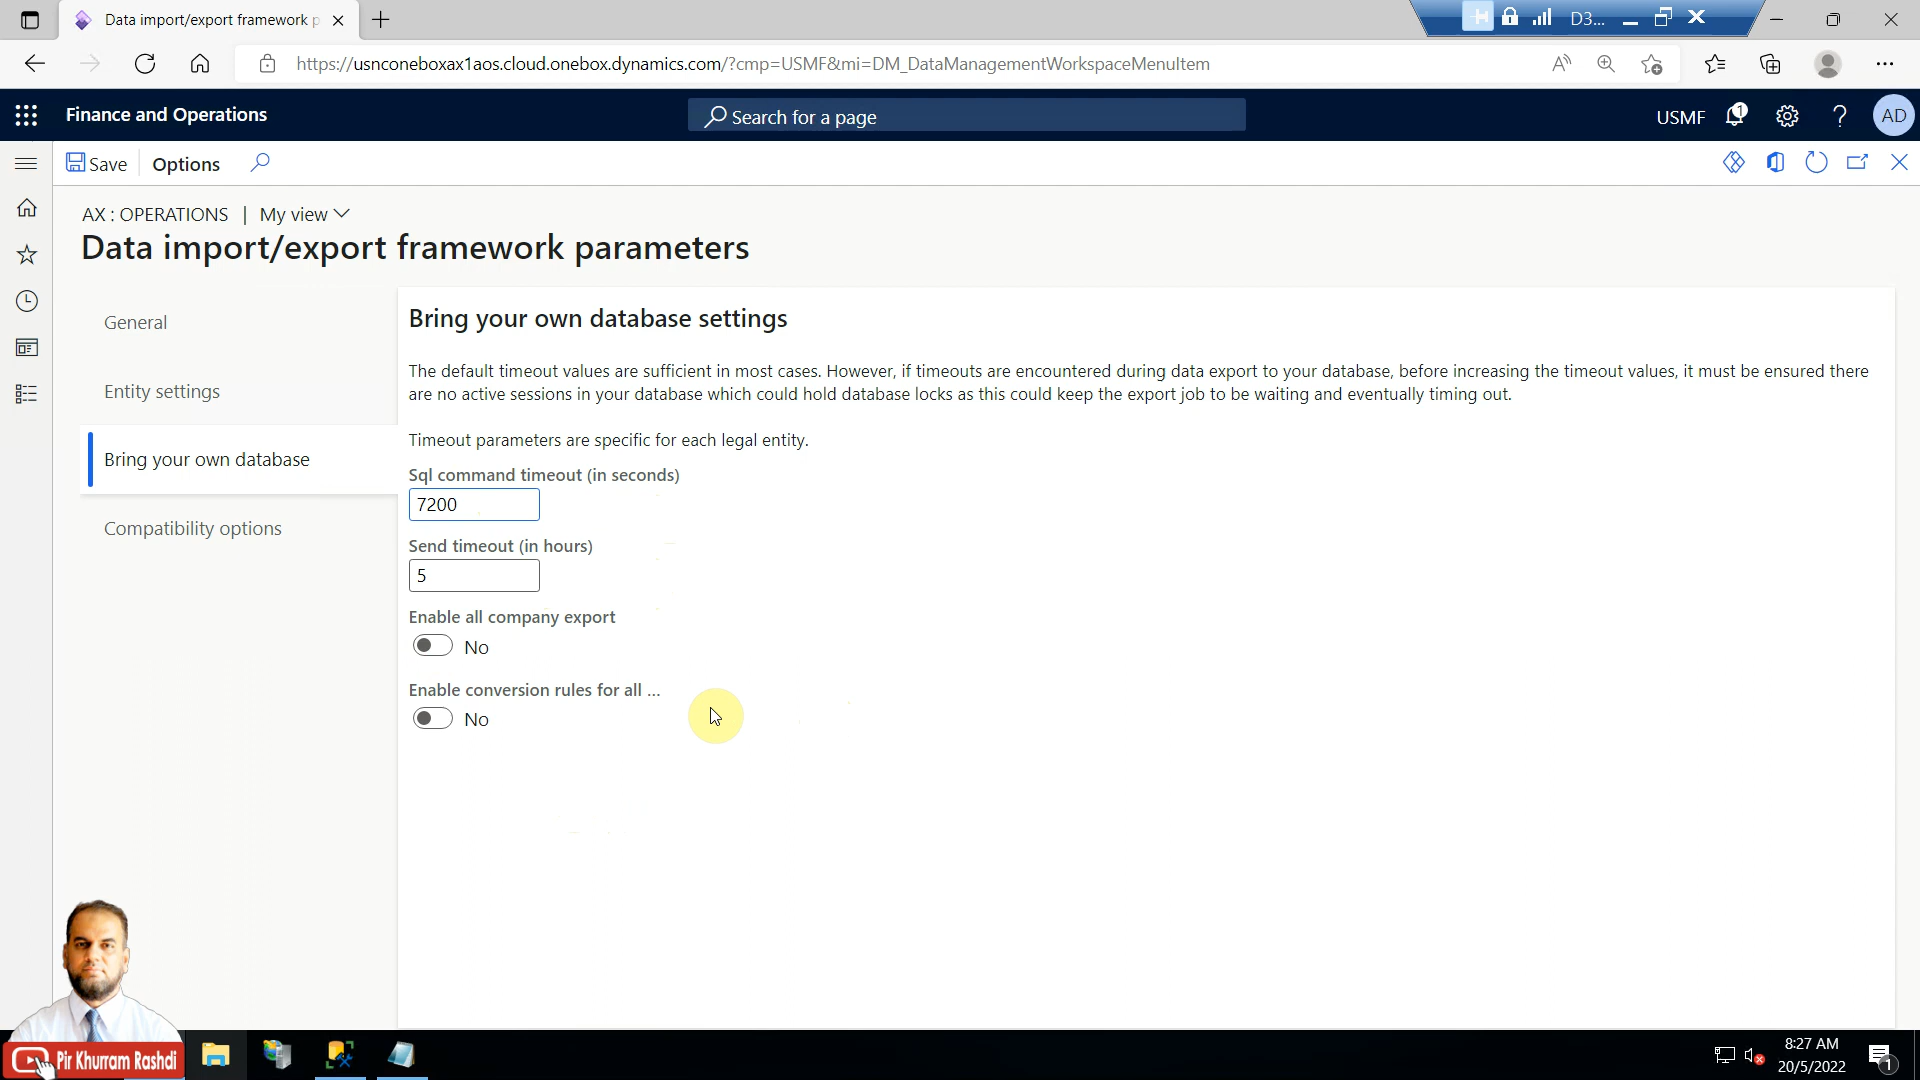 Data import/export framework p
D3...
https://usnconeboxax1aos.cloud.onebox.dynamics.com/?cmp=USMF&mi=DM_DataManagementWorkspaceMenuItem
Finance and Operations
Search for a page
USMF
1
?
AD
Save
Options
AX : OPERATIONS | My view
Data import/export framework parameters
General
Entity settings
Bring your own database
Compatibility options
Bring your own database settings
The default timeout values are sufficient in most cases. However, if timeouts are encountered during data export to your database, before increasing the timeout values, it must be ensured there
are no active sessions in your database which could hold database locks as this could keep the export job to be waiting and eventually timing out.
Timeout parameters are specific for each legal entity.
Sql command timeout (in seconds)
7200
Send timeout (in hours)
5
Enable all company export
No
Enable conversion rules for all ...
No
Pir Khurram Rashdi
8:27 AM
20/5/2022
1